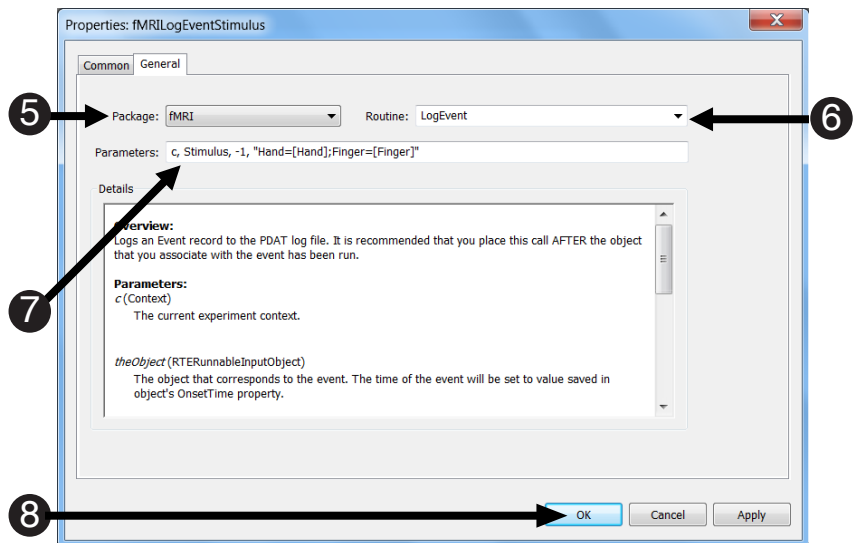 Properties: fMRILogEventStimulus
Common General
5 Package: fMRI Routine: LogEvent 6
Parameters: c, Stimulus, -1, "Hand=[Hand];Finger=[Finger]"
Details
Overview:
Logs an Event record to the PDAT log file. It is recommended that you place this call AFTER the object
that you associate with the event has been run.
Parameters:
c (Context)
The current experiment context.
7
theObject (RTERunnableInputObject)
The object that corresponds to the event. The time of the event will be set to value saved in
object's OnsetTime property.
8 OK Cancel Apply